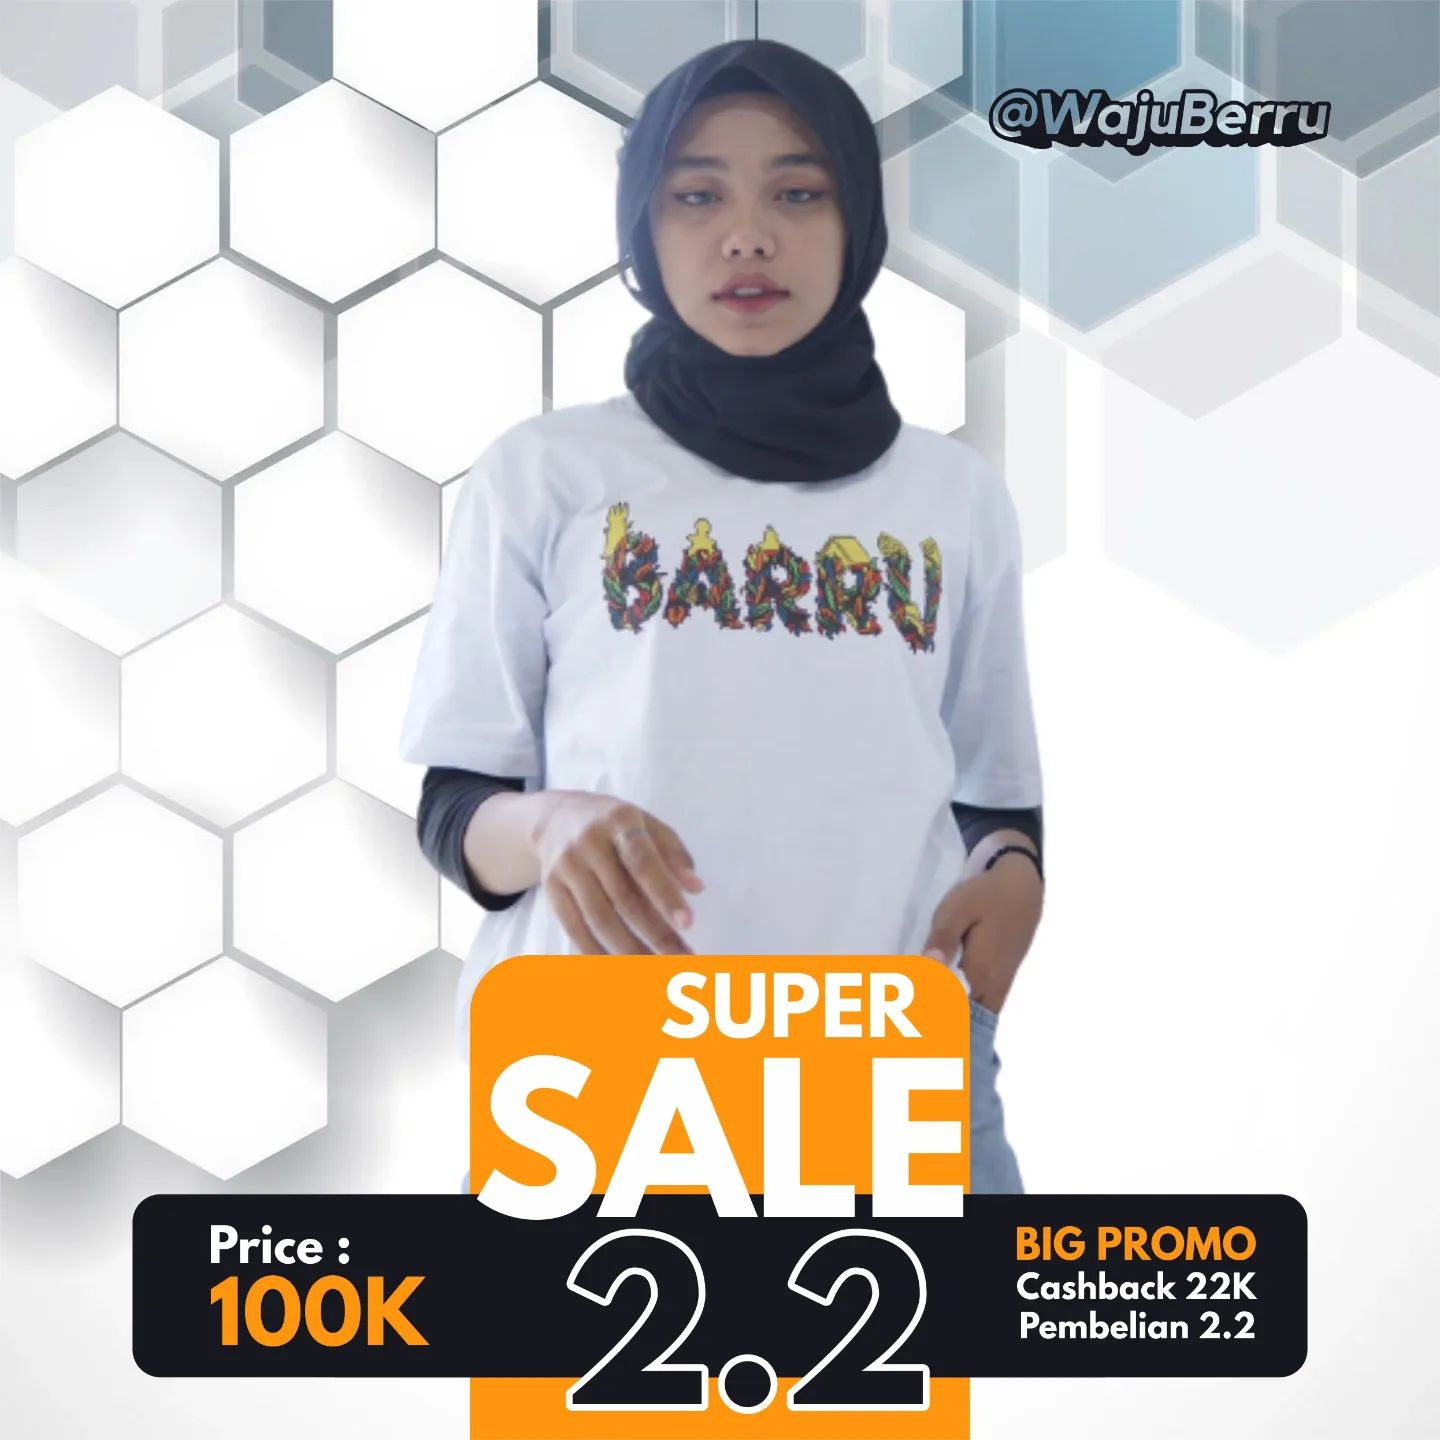 @WajuBerru
BARRU
SUPER
SALE
2.2
Price :
100K
BIG PROMO
Cashback 22K
Pembelian 2.2